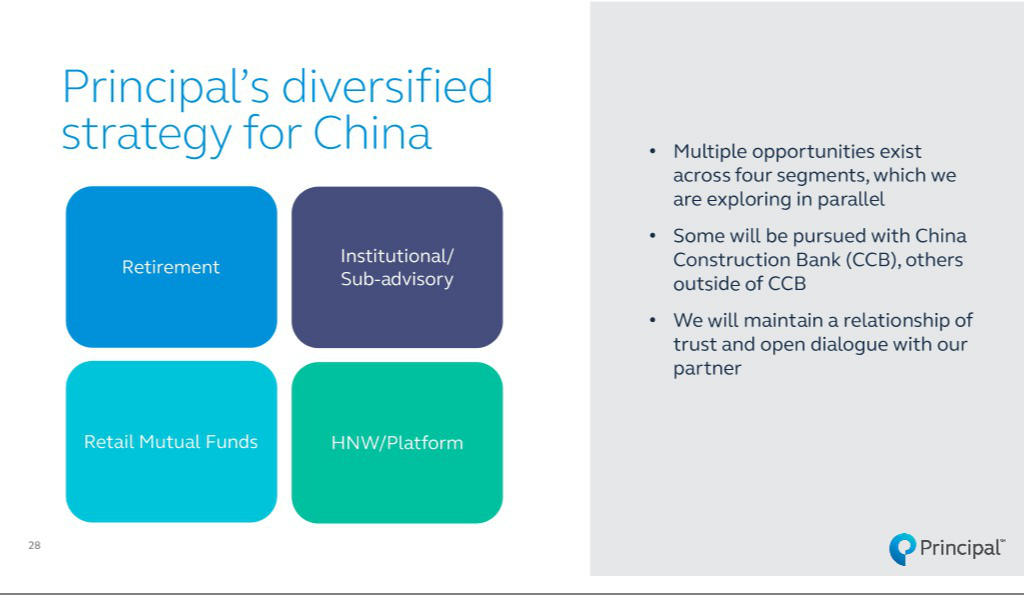 Principal’s diversified
strategy for China
Retirement
Institutional/
Sub-advisory
Retail Mutual Funds
HNW/Platform
• Multiple opportunities exist
across four segments, which we
are exploring in parallel
• Some will be pursued with China
Construction Bank (CCB), others
outside of CCB
• We will maintain a relationship of
trust and open dialogue with our
partner
28
Principal℠